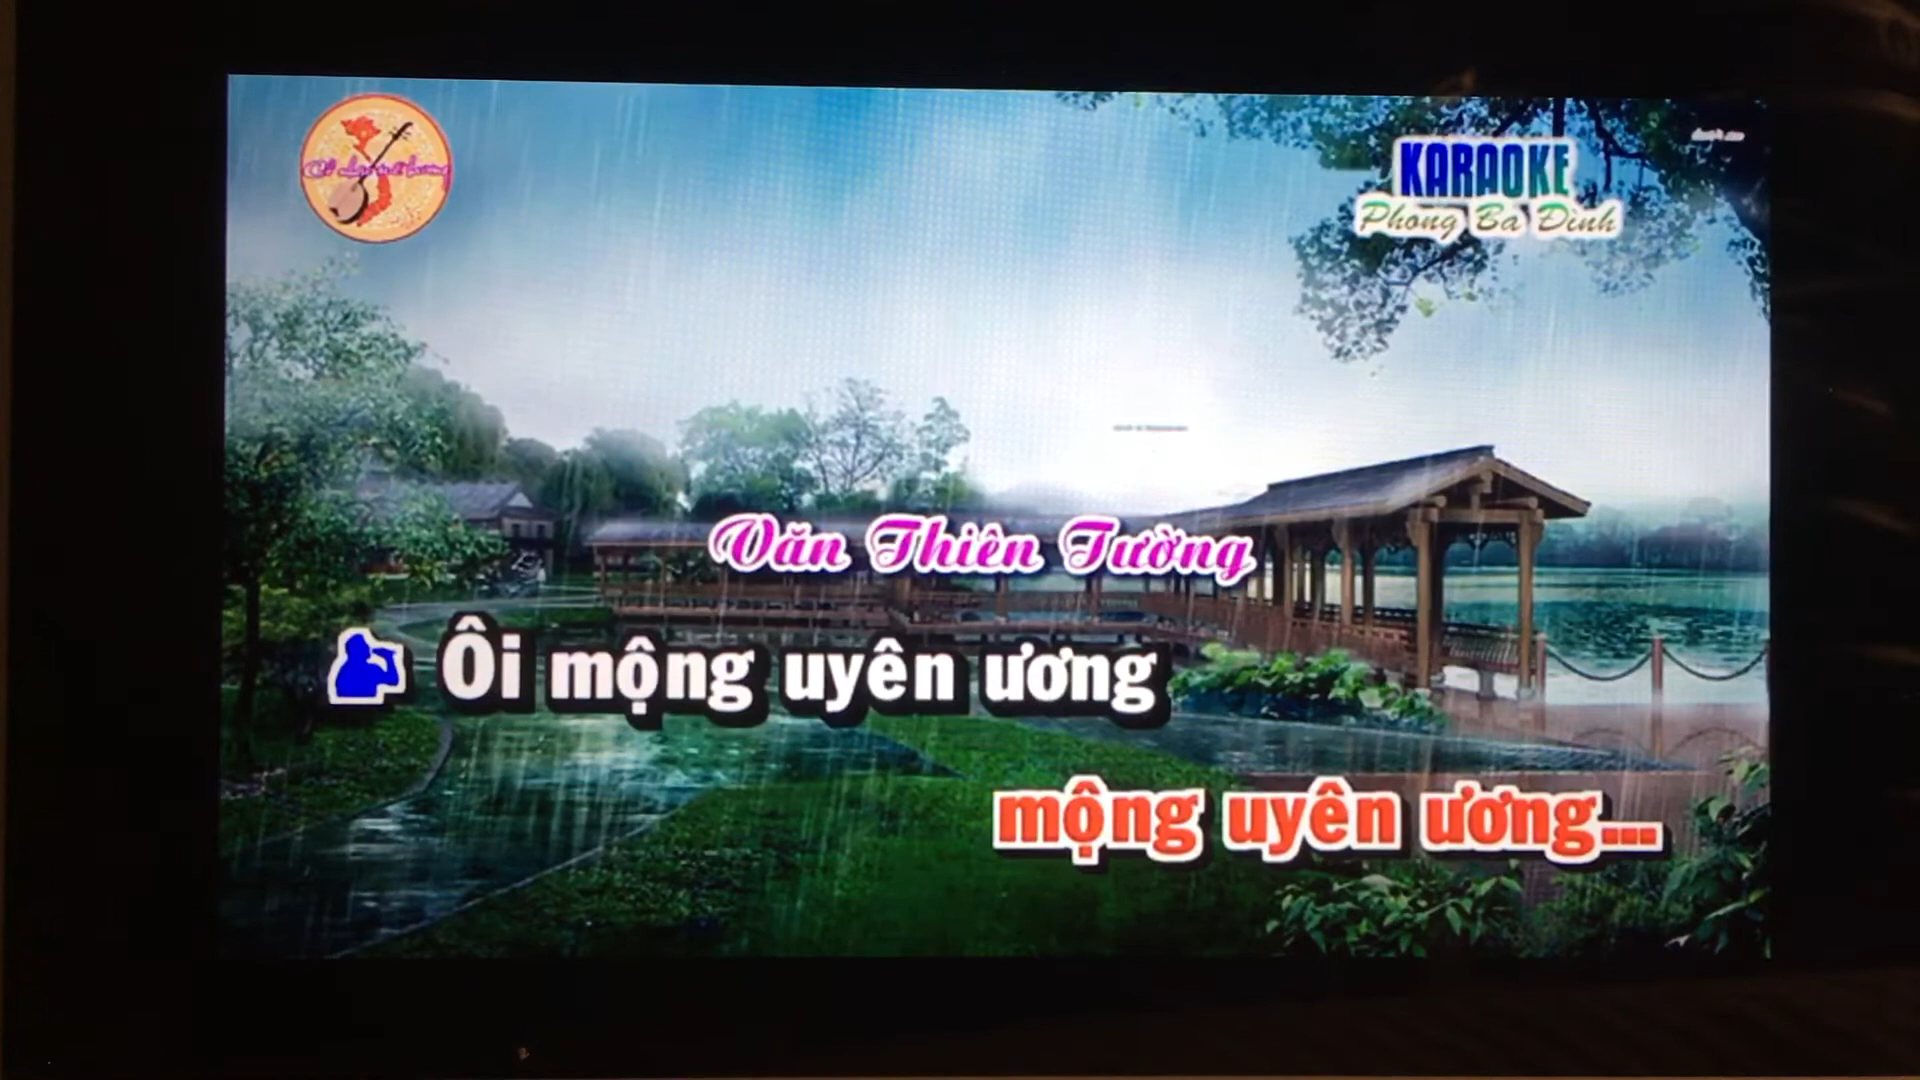 KARAOKE
Phong Ba Đình
Văn Thiên Tường
Ôi mộng uyên ương
mộng uyên ương...